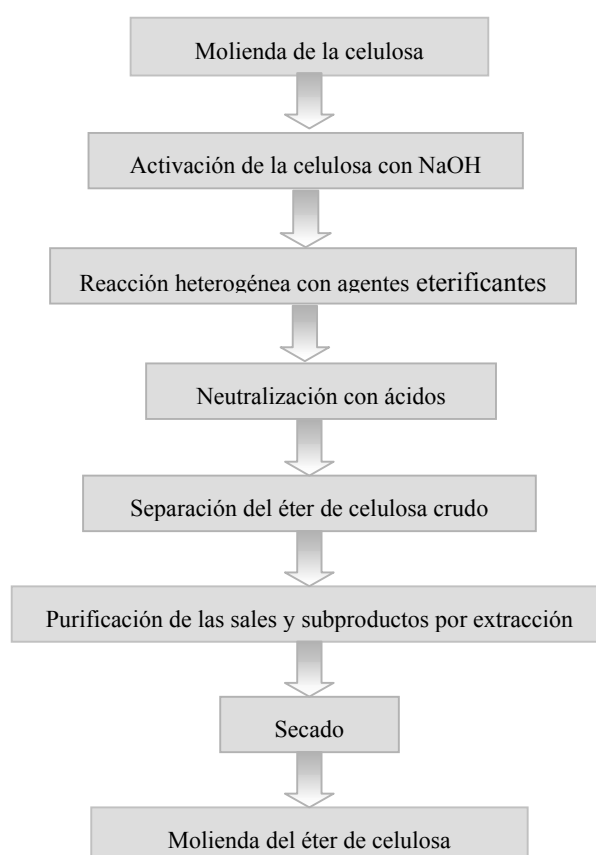 Molienda de la celulosa
Activación de la celulosa con NaOH
Reacción heterogénea con agentes eterificantes
Neutralización con ácidos
Separación del éter de celulosa crudo
Purificación de las sales y subproductos por extracción
Secado
Molienda del éter de celulosa